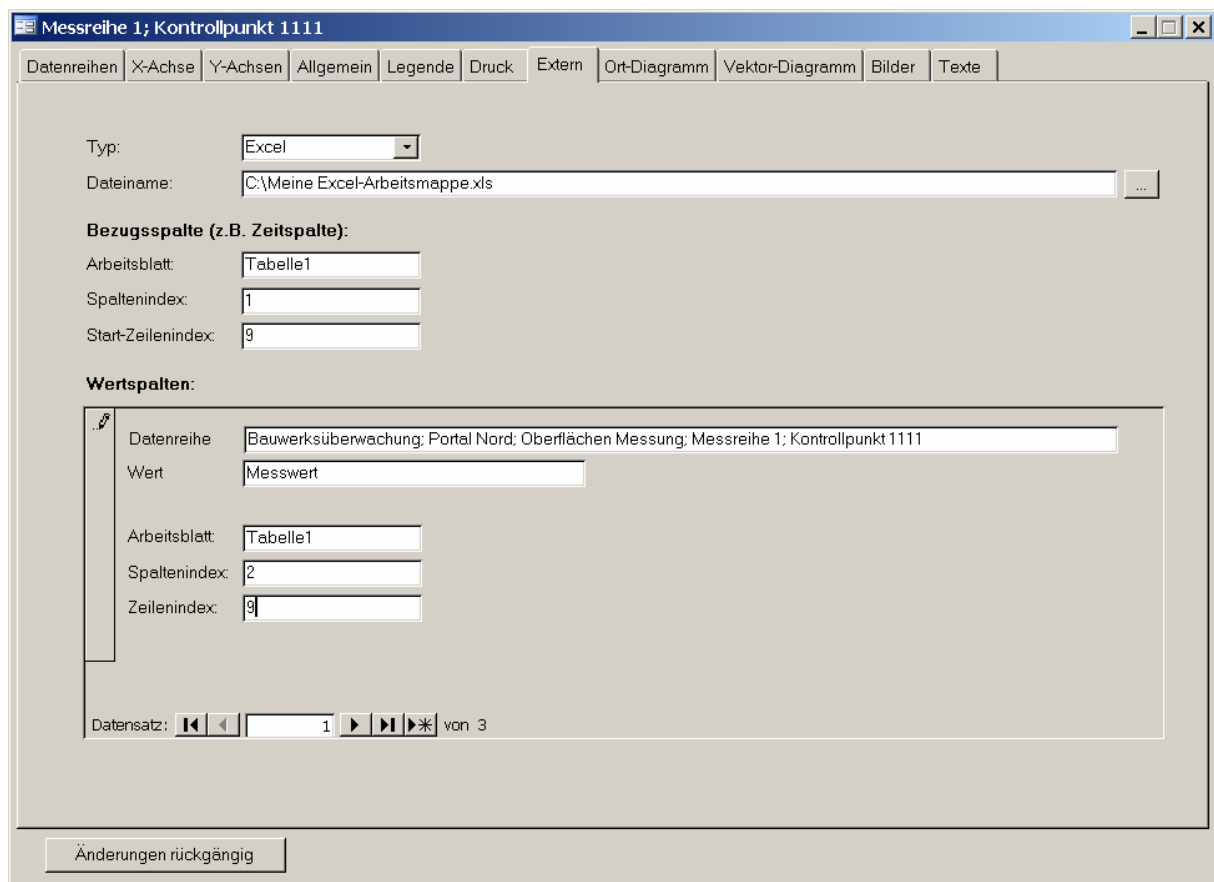 Messreihe 1; Kontrollpunkt 1111
Datenreihen X-Achse Y-Achsen Allgemein Legende Druck Extern Ort-Diagramm Vektor-Diagramm Bilder Texte
Typ: Excel
Dateiname: C:\Meine Excel-Arbeitsmappe.xls ...
Bezugsspalte (z.B. Zeitspalte):
Arbeitsblatt: Tabelle1
Spaltenindex: 1
Start-Zeilenindex: 9
Wertspalten:
Datenreihe Bauwerksüberwachung; Portal Nord; Oberflächen Messung; Messreihe 1; Kontrollpunkt 1111
Wert Messwert
Arbeitsblatt: Tabelle1
Spaltenindex: 2
Zeilenindex: 9
Datensatz: 1 von 3
Änderungen rückgängig